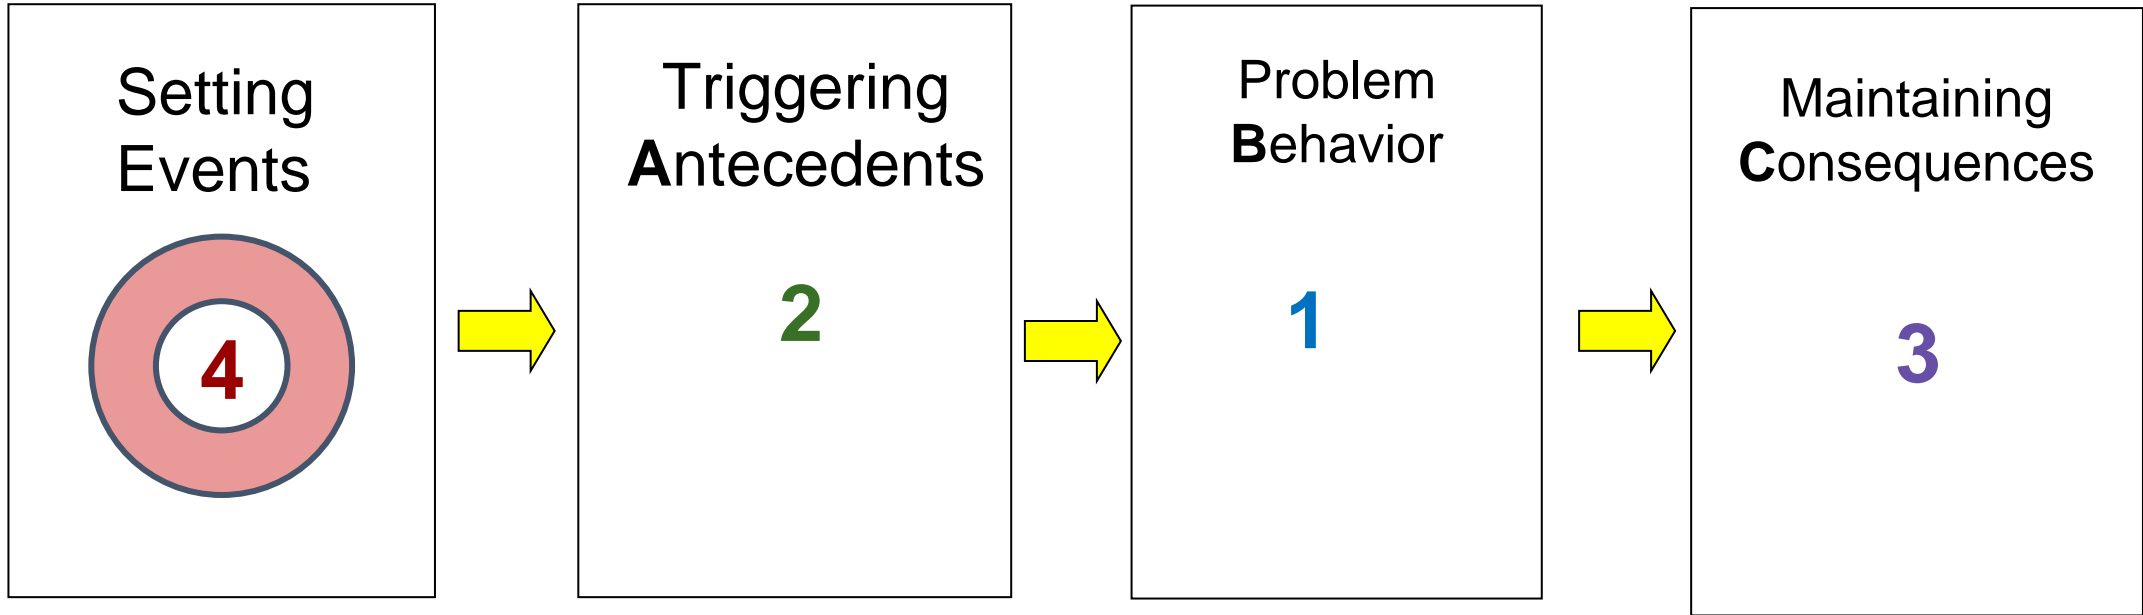 Setting
Events
4
Triggering
Antecedents
2
Problem
Behavior
1
Maintaining
Consequences
3